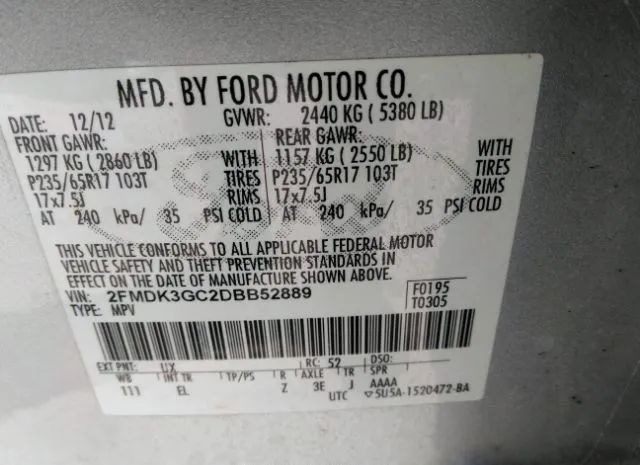 MFD. BY FORD MOTOR CO.
DATE: 12/12 GVWR: 2440 KG ( 5380 LB)
FRONT GAWR: REAR GAWR:
1297 KG ( 2860 LB) WITH 1157 KG ( 2550 LB) WITH
P235/65R17 103T TIRES P235/65R17 103T TIRES
17x7.5J RIMS 17x7.5J RIMS
AT 240 kPa/ 35 PSI COLD AT 240 kPa/ 35 PSI COLD
THIS VEHICLE CONFORMS TO ALL APPLICABLE FEDERAL MOTOR
VEHICLE SAFETY AND THEFT PREVENTION STANDARDS IN
EFFECT ON THE DATE OF MANUFACTURE SHOWN ABOVE.
VIN: 2FMDK3GC2DBB52889 F0195
TYPE: MPV T0305
EXT PNT: UX RC: 52 DSO:
WB INT TR TP/PS R AXLE TR SPR
111 EL Z 3E J AAAA
UTC ▽5U5A-1520472-BA